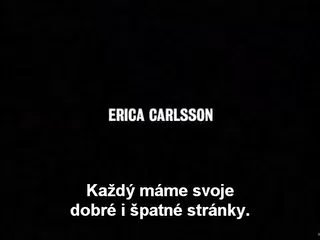 ERICA CARLSSON
Každý máme svoje
dobré i špatné stránky.